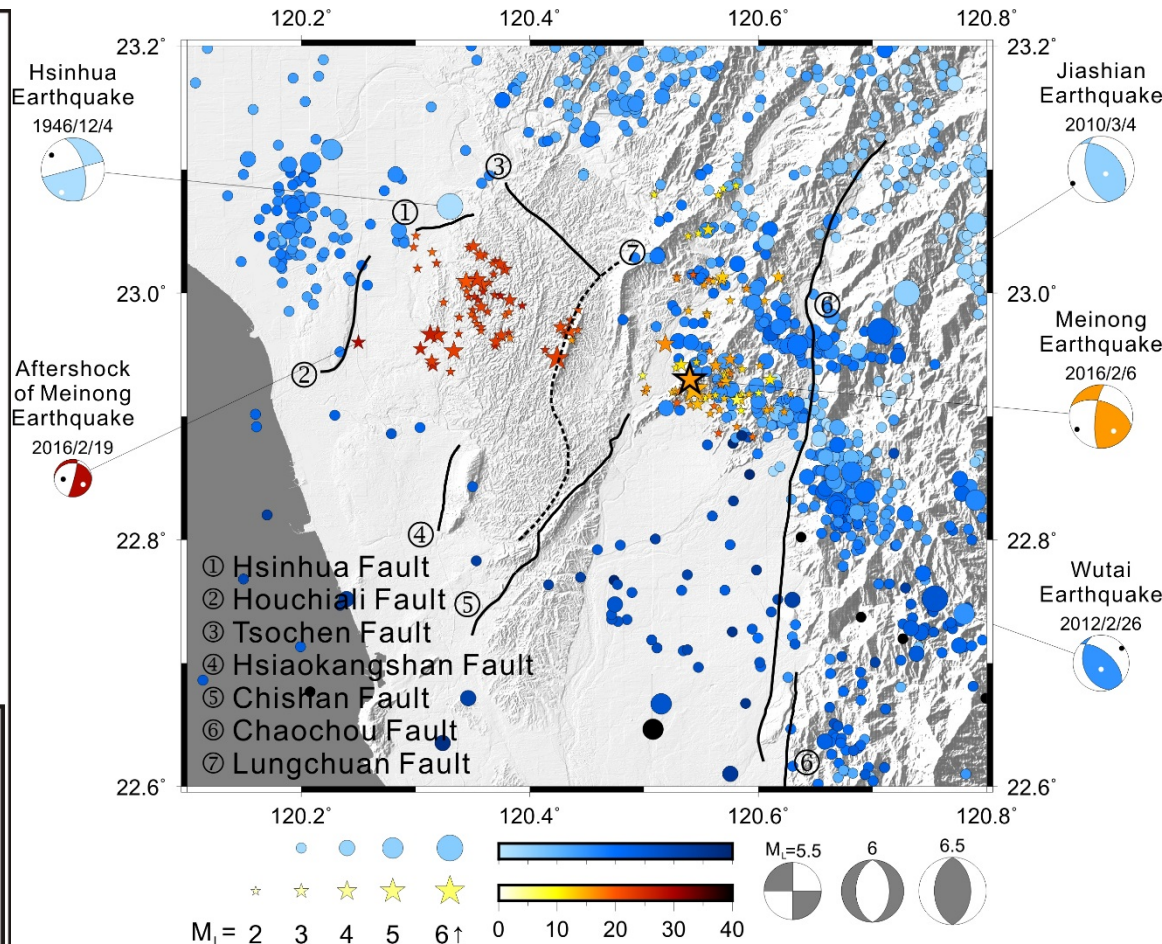 120.2˚ 120.4˚ 120.6˚ 120.8˚
23.2˚
23.0˚
22.8˚
22.6˚
Hsinhua
Earthquake
1946/12/4
Aftershock
of Meinong
Earthquake
2016/2/19
Jiashian
Earthquake
2010/3/4
Meinong
Earthquake
2016/2/6
Wutai
Earthquake
2012/2/26
①
②
③
④
⑤
⑥
⑥
⑦
① Hsinhua Fault
② Houchiali Fault
③ Tsochen Fault
④ Hsiaokangshan Fault
⑤ Chishan Fault
⑥ Chaochou Fault
⑦ Lungchuan Fault
23.2˚
23.0˚
22.8˚
22.6˚
120.2˚ 120.4˚ 120.6˚ 120.8˚
M_L= 2 3 4 5 6↑
0 10 20 30 40
M_L=5.5 6 6.5